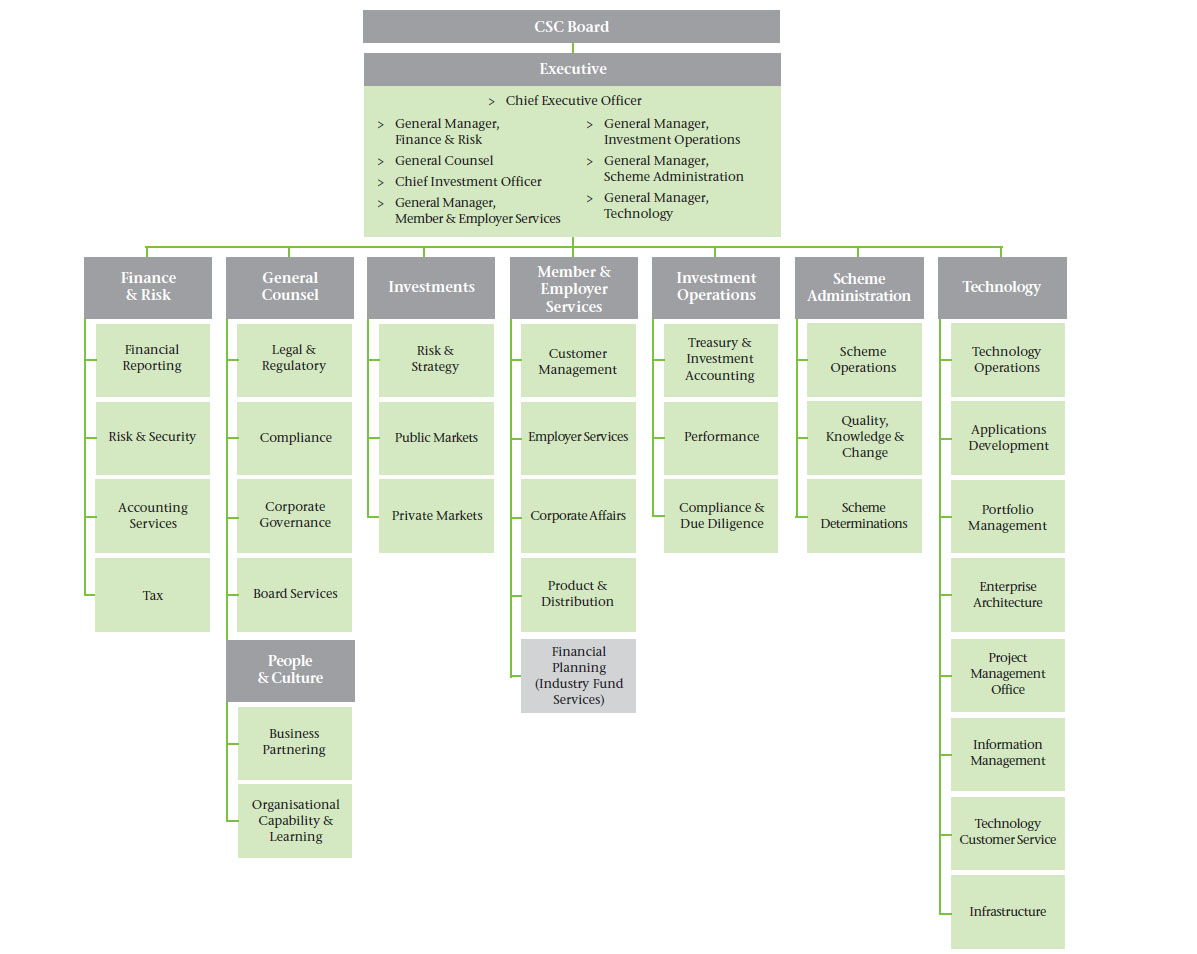 CSC Board
Executive
> Chief Executive Officer
> General Manager,
Finance & Risk
> General Counsel
> Chief Investment Officer
> General Manager,
Member & Employer Services
> General Manager,
Investment Operations
> General Manager,
Scheme Administration
> General Manager,
Technology
Finance
& Risk
Financial
Reporting
Risk & Security
Accounting
Services
Tax
General
Counsel
Legal &
Regulatory
Compliance
Corporate
Governance
Board Services
People
& Culture
Business
Partnering
Organisational
Capability &
Learning
Investments
Risk &
Strategy
Public Markets
Private Markets
Member &
Employer
Services
Customer
Management
Employer Services
Corporate Affairs
Product &
Distribution
Financial
Planning
(Industry Fund
Services)
Investment
Operations
Treasury &
Investment
Accounting
Performance
Compliance &
Due Diligence
Scheme
Administration
Scheme
Operations
Quality,
Knowledge &
Change
Scheme
Determinations
Technology
Technology
Operations
Applications
Development
Portfolio
Management
Enterprise
Architecture
Project
Management
Office
Information
Management
Technology
Customer Service
Infrastructure